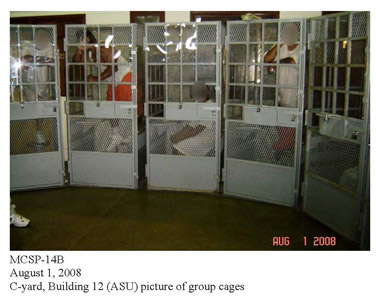 AUG 1 2008
MCSP-14B
August 1, 2008
C-yard, Building 12 (ASU) picture of group cages